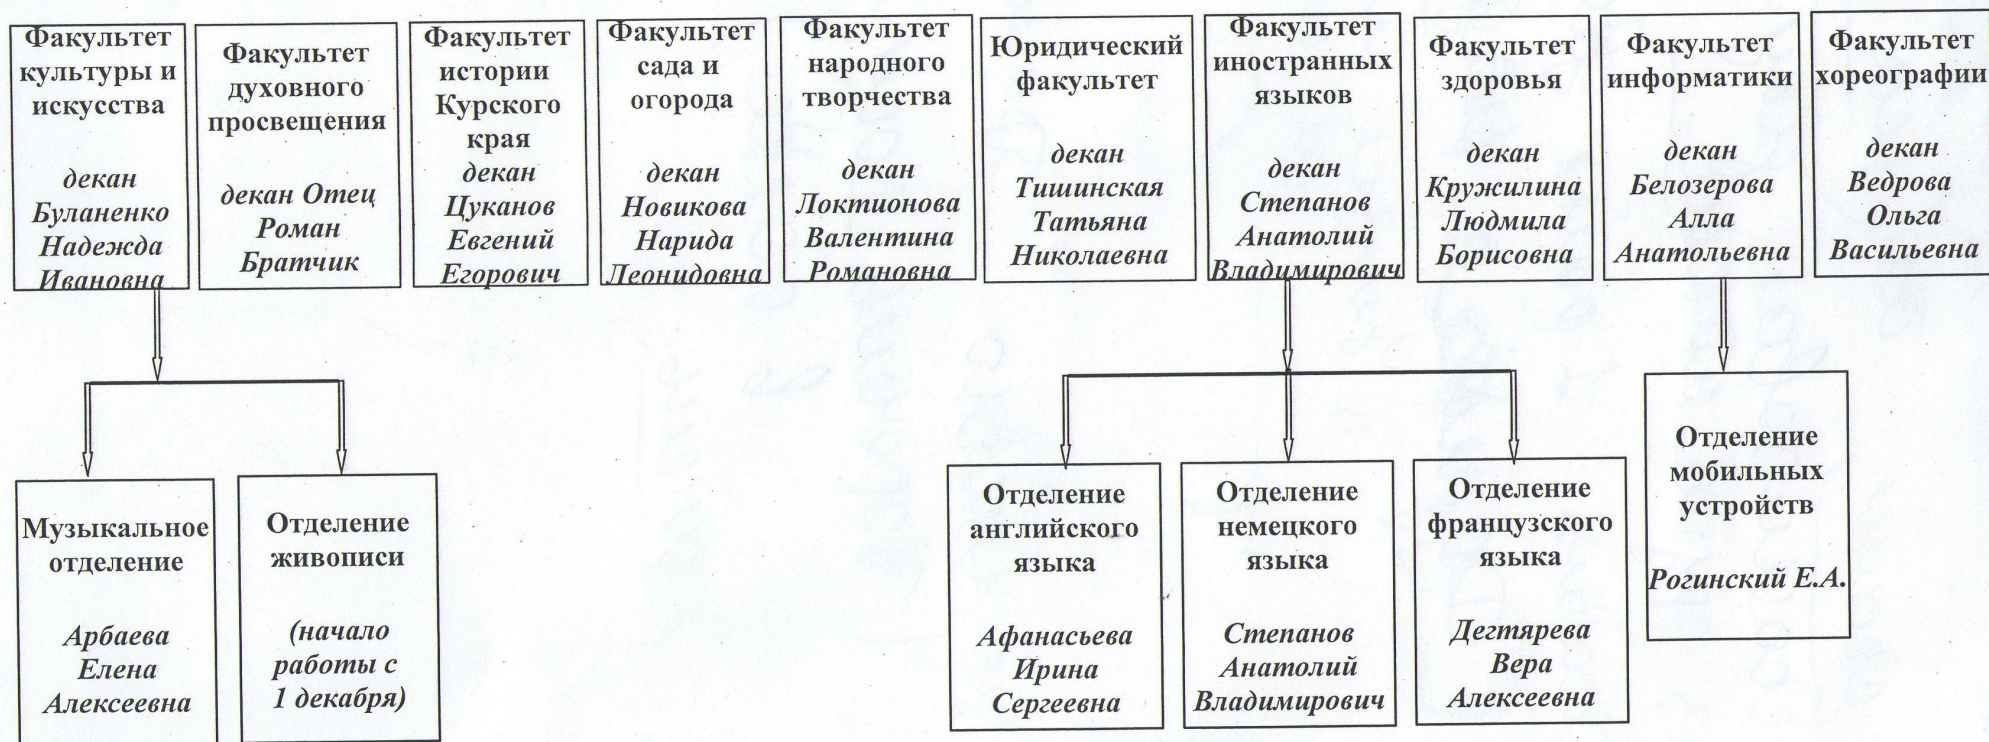 Факультет
культуры и
искусства
декан
Буланенко
Надежда
Ивановна
Факультет
духовного
просвещения
декан Отец
Роман
Братчик
Факультет
истории
Курского
края
декан
Цуканов
Евгений
Егорович
Факультет
сада и
огорода
декан
Новикова
Нарида
Леонидовна
Факультет
народного
творчества
декан
Локтионова
Валентина
Романовна
Юридический
факультет
декан
Тишинская
Татьяна
Николаевна
Факультет
иностранных
языков
декан
Степанов
Анатолий
Владимирович
Факультет
здоровья
декан
Кружилина
Людмила
Борисовна
Факультет
информатики
декан
Белозерова
Алла
Анатольевна
Факультет
хореографии
декан
Ведрова
Ольга
Васильевна
Музыкальное
отделение
Арбаева
Елена
Алексеевна
Отделение
живописи
(начало
работы с
1 декабря)
Отделение
английского
языка
Афанасьева
Ирина
Сергеевна
Отделение
немецкого
языка
Степанов
Анатолий
Владимирович
Отделение
французского
языка
Дегтярева
Вера
Алексеевна
Отделение
мобильных
устройств
Рогинский Е.А.